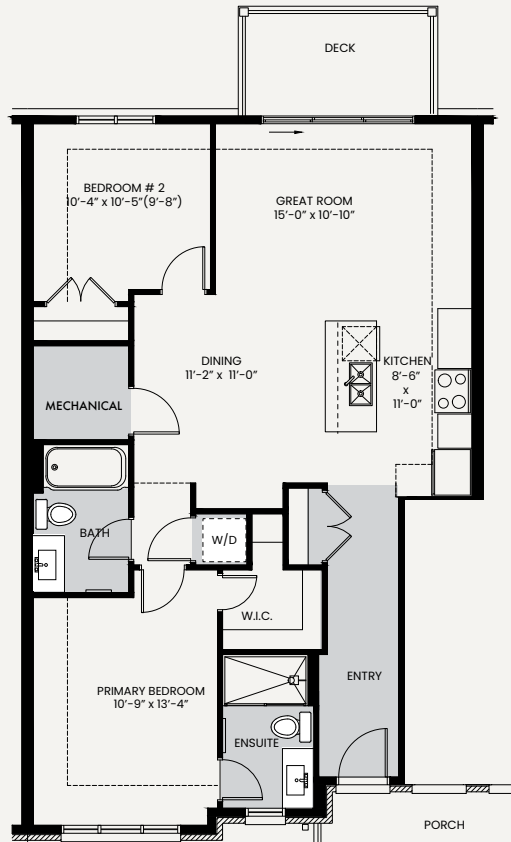 DECK
BEDROOM # 2
10'-4" x 10'-5"(9'-8")
GREAT ROOM
15'-0" x 10'-10"
DINING
11'-2" x 11'-0"
KITCHEN
8'-6"
x
11'-0"
MECHANICAL
BATH
W/D
W.I.C.
PRIMARY BEDROOM
10'-9" x 13'-4"
ENTRY
ENSUITE
PORCH